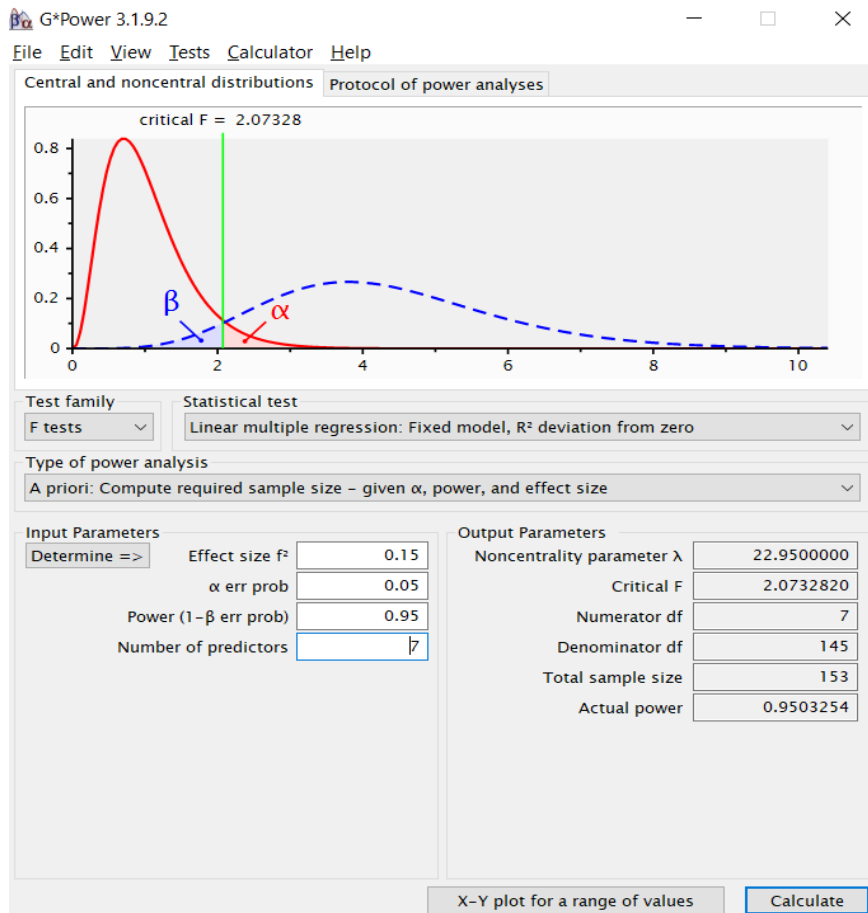 βα G*Power 3.1.9.2
File Edit View Tests Calculator Help
Central and noncentral distributions Protocol of power analyses
critical F = 2.07328
0.8
0.6
0.4
0.2
0
β
α
0 2 4 6 8 10
Test family Statistical test
F tests Linear multiple regression: Fixed model, R² deviation from zero
Type of power analysis
A priori: Compute required sample size – given α, power, and effect size
Input Parameters
Determine => Effect size f² 0.15
α err prob 0.05
Power (1-β err prob) 0.95
Number of predictors 7
Output Parameters
Noncentrality parameter λ 22.9500000
Critical F 2.0732820
Numerator df 7
Denominator df 145
Total sample size 153
Actual power 0.9503254
X-Y plot for a range of values Calculate